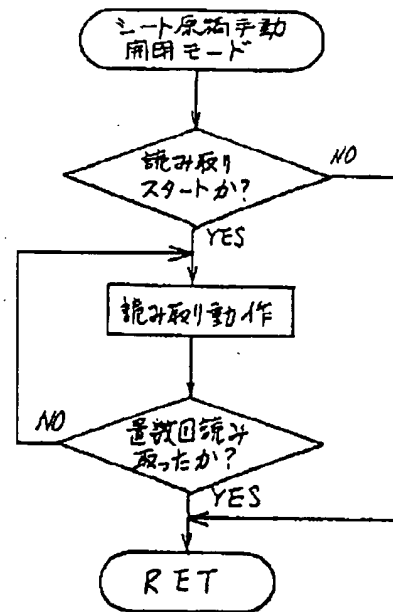 シート原稿手動
開閉モード
読み取り
スタートか?
NO
YES
読み取り動作
NO
置数回読み
取ったか?
YES
RET